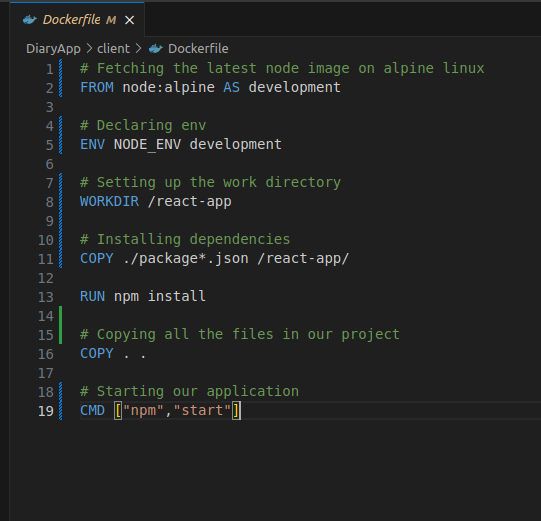 Dockerfile M ×
DiaryApp > client > Dockerfile
1 # Fetching the latest node image on alpine linux
2 FROM node:alpine AS development
3
4 # Declaring env
5 ENV NODE_ENV development
6
7 # Setting up the work directory
8 WORKDIR /react-app
9
10 # Installing dependencies
11 COPY ./package*.json /react-app/
12
13 RUN npm install
14
15 # Copying all the files in our project
16 COPY . .
17
18 # Starting our application
19 CMD ["npm","start"]